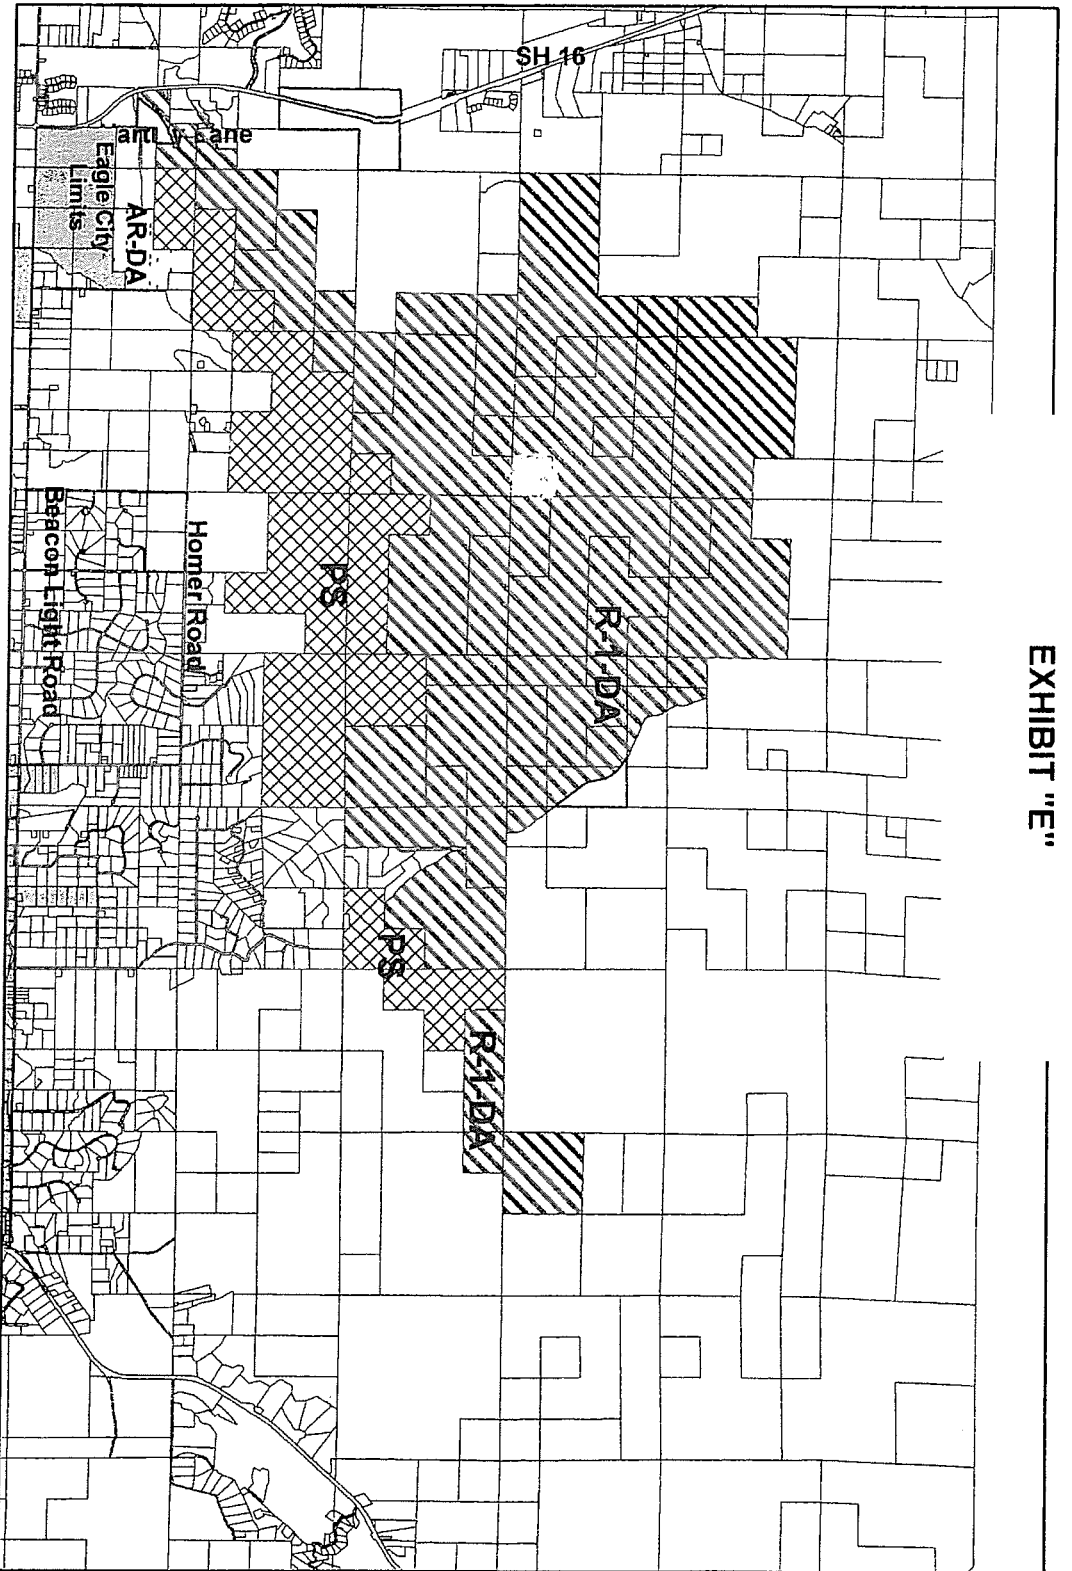 EXHIBIT "E"
SH 16
Lane
Eagle City
Limits
AR-DA
R-1-DA
PS
Homer Road
Beacon Light Road
PS
R-1-DA